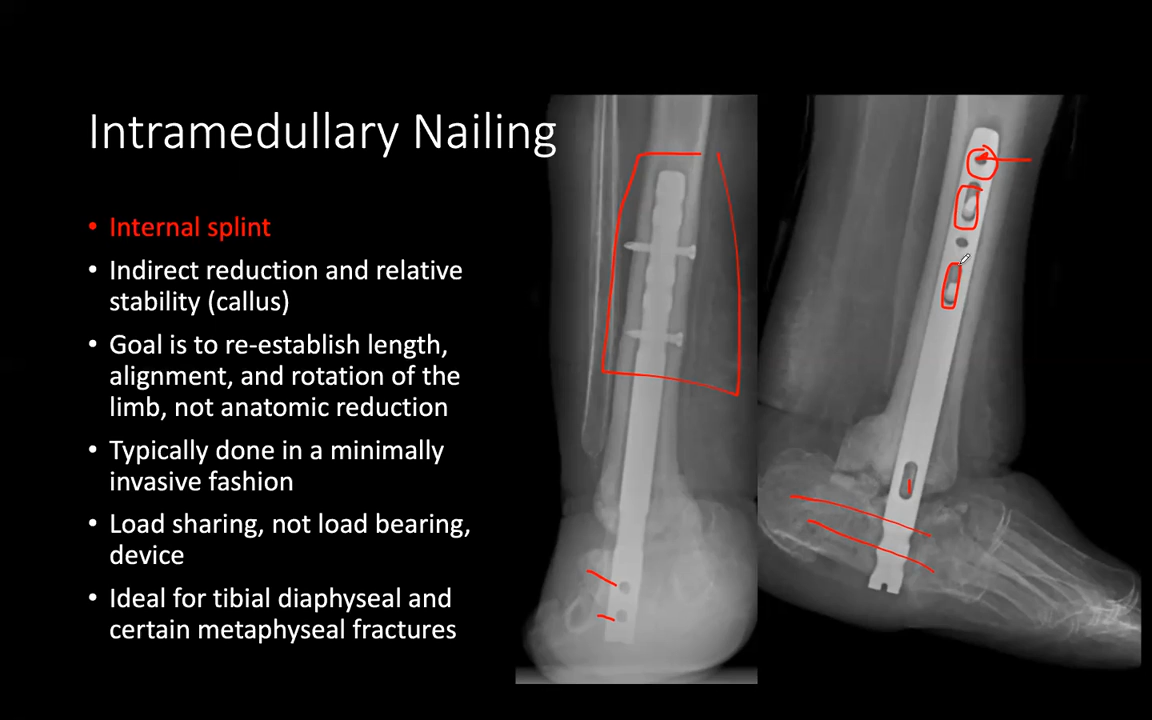 Intramedullary Nailing
• Internal splint
• Indirect reduction and relative
stability (callus)
• Goal is to re-establish length,
alignment, and rotation of the
limb, not anatomic reduction
• Typically done in a minimally
invasive fashion
• Load sharing, not load bearing,
device
• Ideal for tibial diaphyseal and
certain metaphyseal fractures